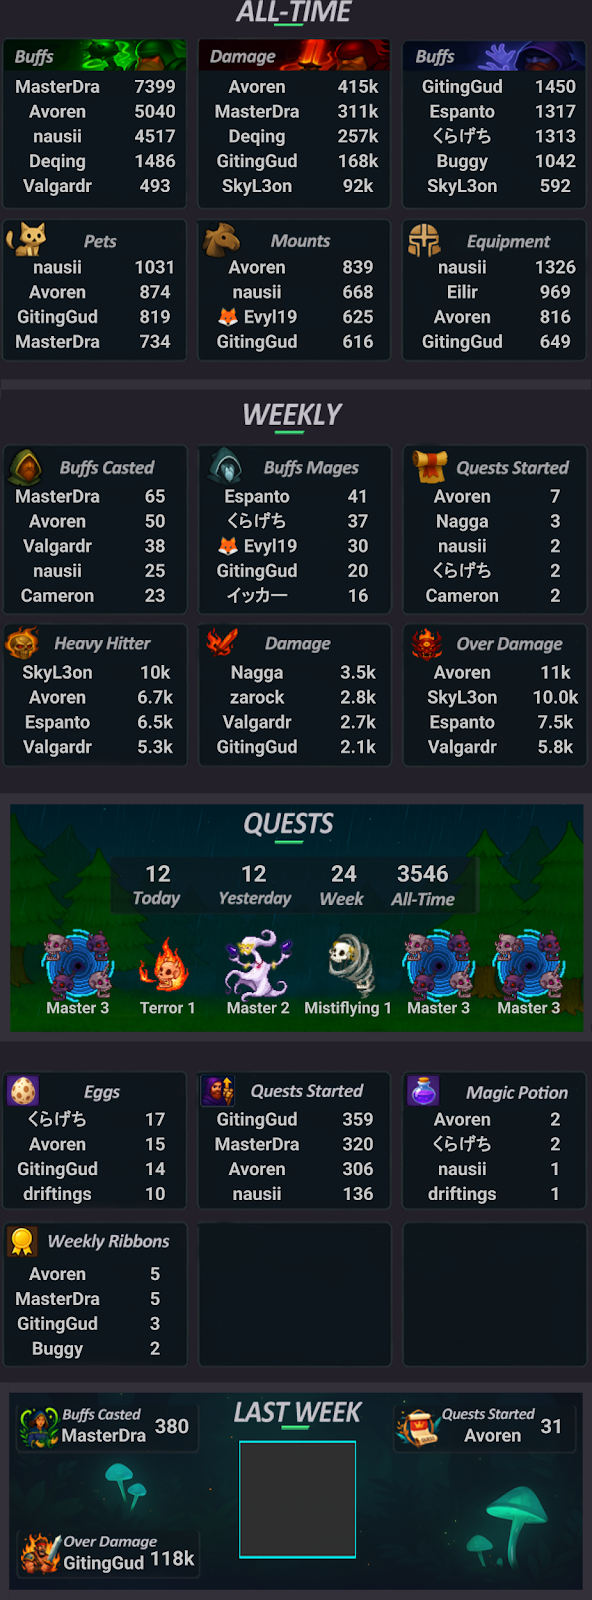 ALL-TIME
Buffs
MasterDra 7399
Avoren 5040
nausii 4517
Deqing 1486
Valgardr 493
Damage
Avoren 415k
MasterDra 311k
Deqing 257k
GitingGud 168k
SkyL3on 92k
Buffs
GitingGud 1450
Espanto 1317
くらげち 1313
Buggy 1042
SkyL3on 592
Pets
nausii 1031
Avoren 874
GitingGud 819
MasterDra 734
Mounts
Avoren 839
nausii 668
🦊 Evyl19 625
GitingGud 616
Equipment
nausii 1326
Eilir 969
Avoren 816
GitingGud 649
WEEKLY
Buffs Casted
MasterDra 65
Avoren 50
Valgardr 38
nausii 25
Cameron 23
Buffs Mages
Espanto 41
くらげち 37
🦊 Evyl19 30
GitingGud 20
イッカー 16
Quests Started
Avoren 7
Nagga 3
nausii 2
くらげち 2
Cameron 2
Heavy Hitter
SkyL3on 10k
Avoren 6.7k
Espanto 6.5k
Valgardr 5.3k
Damage
Nagga 3.5k
zarock 2.8k
Valgardr 2.7k
GitingGud 2.1k
Over Damage
Avoren 11k
SkyL3on 10.0k
Espanto 7.5k
Valgardr 5.8k
QUESTS
12 12 24 3546
Today Yesterday Week All-Time
Master 3 Terror 1 Master 2 Mistiflying 1 Master 3 Master 3
Eggs
くらげち 17
Avoren 15
GitingGud 14
driftings 10
Quests Started
GitingGud 359
MasterDra 320
Avoren 306
nausii 136
Magic Potion
Avoren 2
くらげち 2
nausii 1
driftings 1
Weekly Ribbons
Avoren 5
MasterDra 5
GitingGud 3
Buggy 2
LAST WEEK
Buffs Casted
MasterDra 380
Quests Started
Avoren 31
Over Damage
GitingGud 118k